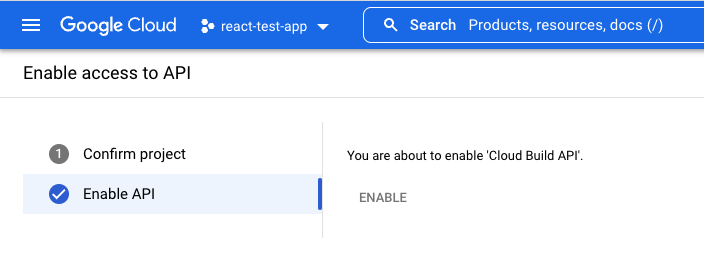 Google Cloud react-test-app Search Products, resources, docs (/)
Enable access to API
1 Confirm project
Enable API
You are about to enable 'Cloud Build API'.
ENABLE